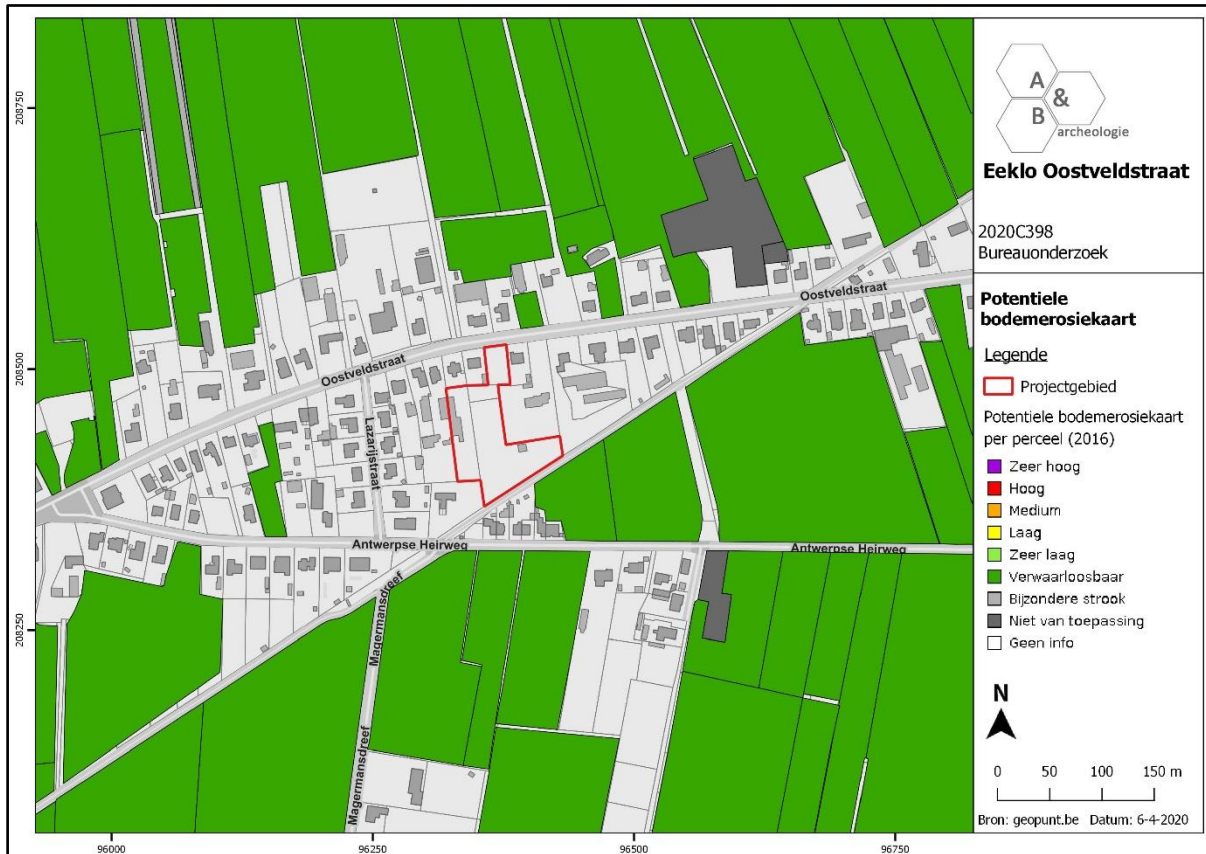 208750
208500
208250
96000
96250
96500
96750
Oostveldstraat
Oostveldstraat
Lazarijstraat
Antwerpse Heirweg
Antwerpse Heirweg
Magermansdreef
Magermansdreef
A
&
B
archeologie
Eeklo Oostveldstraat
2020C398
Bureauonderzoek
Potentiele
bodemerosiekaart
Legende
Projectgebied
Potentiele bodemerosiekaart
per perceel (2016)
Zeer hoog
Hoog
Medium
Laag
Zeer laag
Verwaarloosbaar
Bijzondere strook
Niet van toepassing
Geen info
N
0 50 100 150 m
Bron: geopunt.be Datum: 6-4-2020